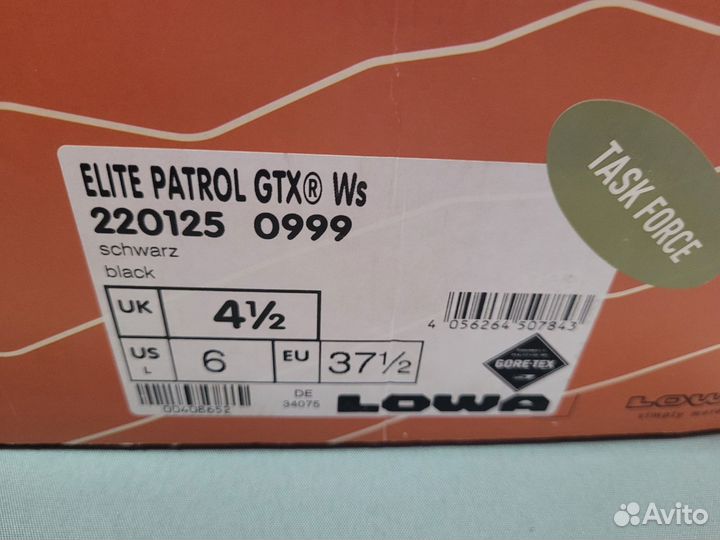 TASK FORCE
ELITE PATROL GTX® Ws
220125 0999
schwarz
black
UK 4½
4 056264 507843
US L 6 EU 37½
GORE-TEX
0040B652
DE 34075
LOWA
LOWA
simply more
Avito